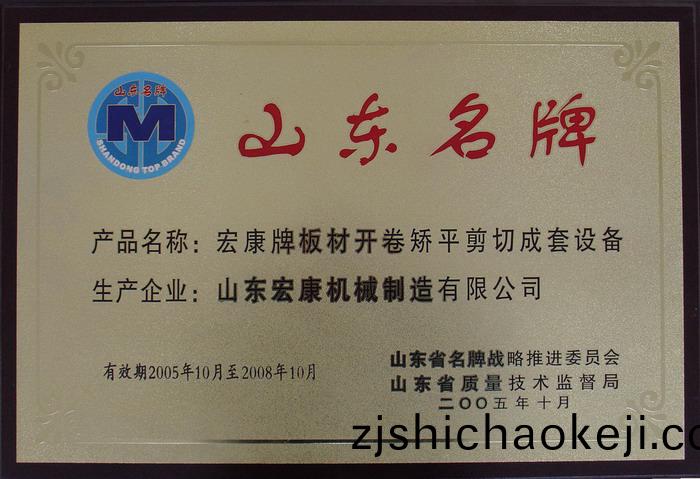 山东名牌
M
SHANDONG TOP BRAND
山东名牌
产品名称：宏康牌板材开卷矫平剪切成套设备
生产企业：山东宏康机械制造有限公司
有效期2005年10月至2008年10月
山东省名牌战略推进委员会
山东省质量技术监督局
二〇〇五年十月
zjshichaokeji.co